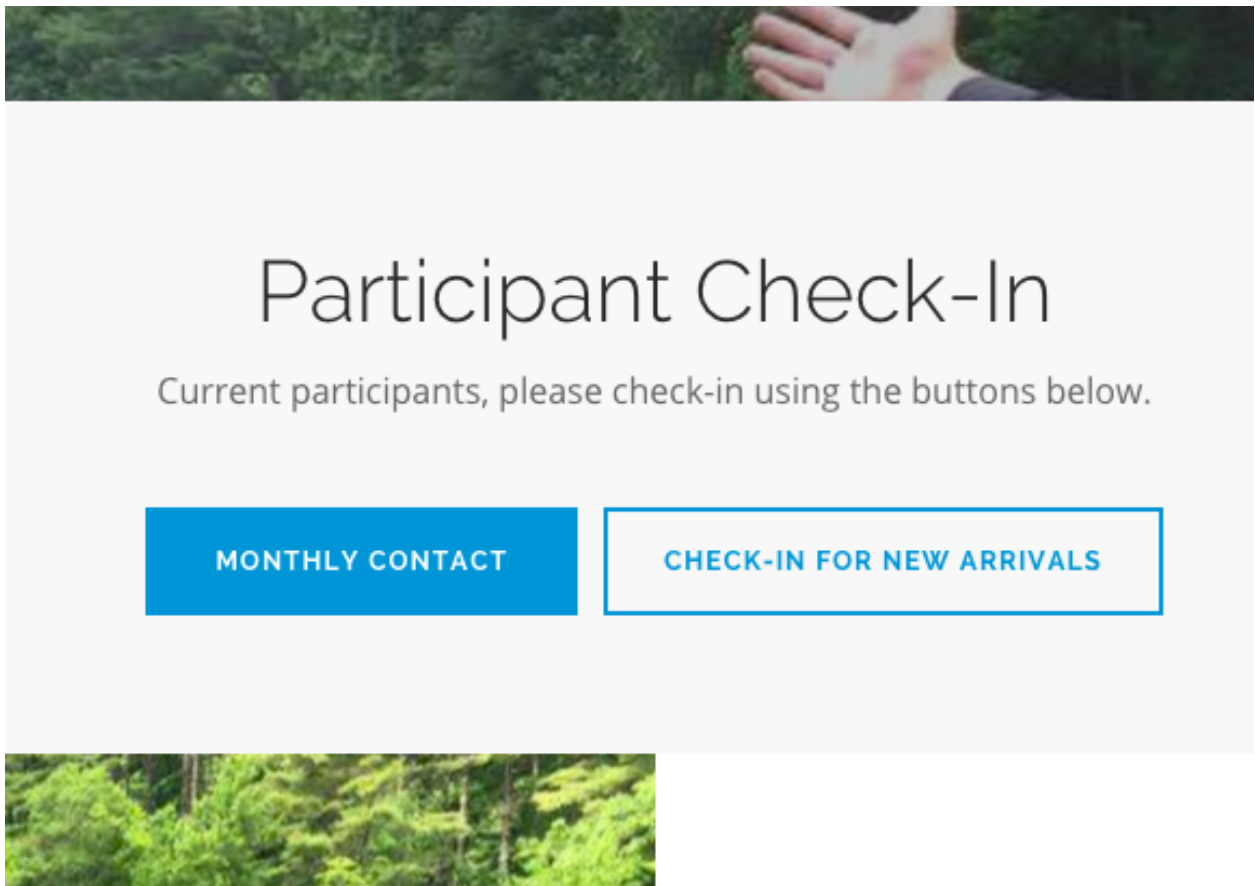 Participant Check-In
Current participants, please check-in using the buttons below.
MONTHLY CONTACT
CHECK-IN FOR NEW ARRIVALS